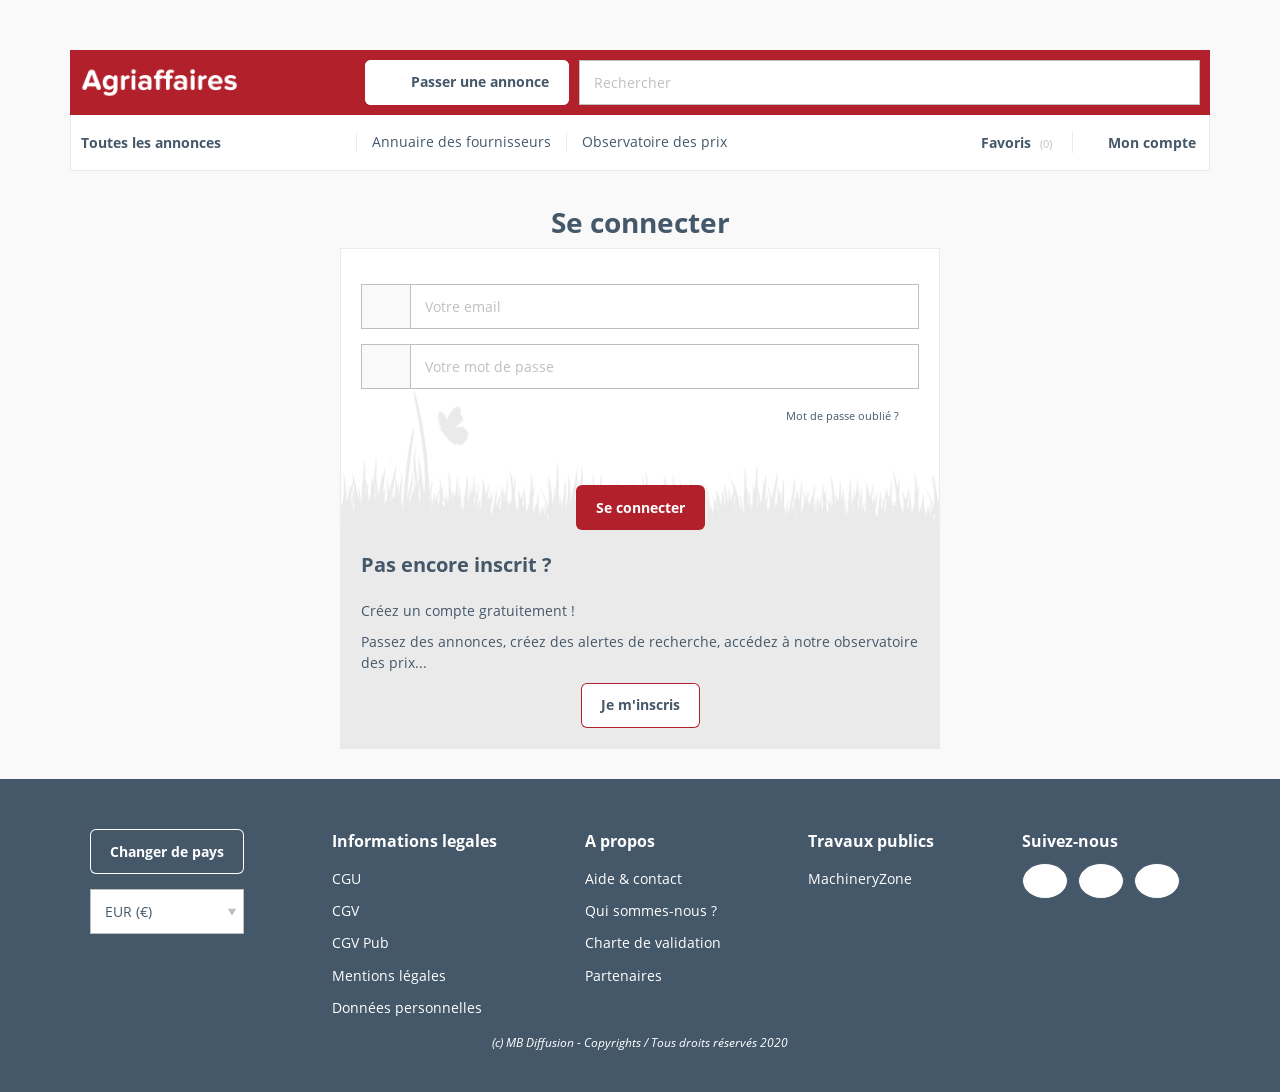 Agriaffaires
Passer une annonce
Rechercher
Toutes les annonces
Annuaire des fournisseurs
Observatoire des prix
Favoris (0)
Mon compte
Se connecter
Votre email
Votre mot de passe
Mot de passe oublié ?
Se connecter
Pas encore inscrit ?
Créez un compte gratuitement !
Passez des annonces, créez des alertes de recherche, accédez à notre observatoire
des prix...
Je m'inscris
Changer de pays
EUR (€)
Informations legales
CGU
CGV
CGV Pub
Mentions légales
Données personnelles
A propos
Aide & contact
Qui sommes-nous ?
Charte de validation
Partenaires
Travaux publics
MachineryZone
Suivez-nous
(c) MB Diffusion - Copyrights / Tous droits réservés 2020